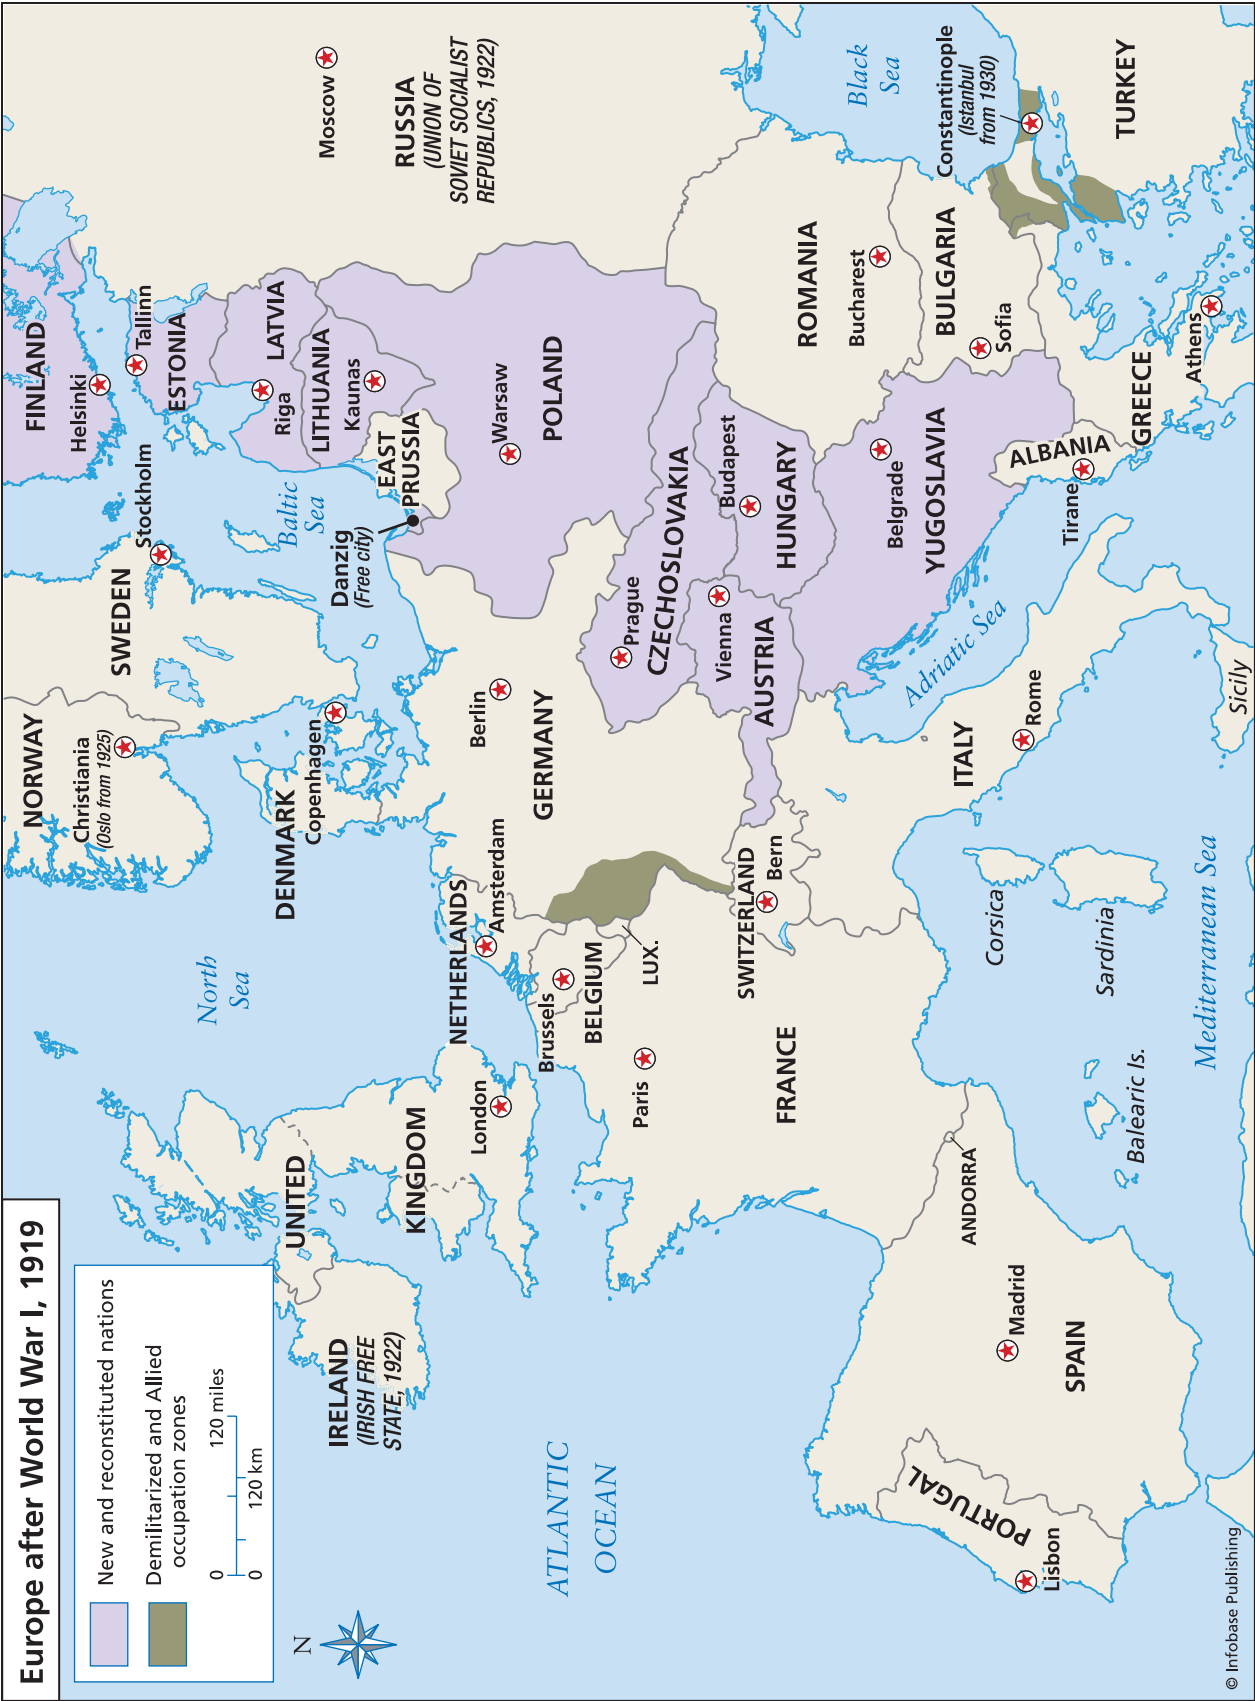 Europe after World War I, 1919
New and reconstituted nations
Demilitarized and Allied
occupation zones
0
120 miles
0
120 km
N
NORWAY
Christiana
(Oslo from 1925)
SWEDEN
Stockholm
FINLAND
Helsinki
Tallinn
ESTONIA
LATVIA
Riga
LITHUANIA
Kaunas
EAST
PRUSSIA
Moscow
RUSSIA
(UNION OF
SOVIET SOCIALIST
REPUBLICS, 1922)
North
Sea
Baltic
Sea
DENMARK
Copenhagen
Danzig
(Free city)
IRELAND
(IRISH FREE
STATE, 1922)
UNITED
KINGDOM
London
NETHERLANDS
Amsterdam
Berlin
GERMANY
Warsaw
POLAND
Brussels
BELGIUM
LUX.
Paris
FRANCE
Prague
CZECHOSLOVAKIA
Vienna
AUSTRIA
Budapest
HUNGARY
SWITZERLAND
Bern
ATLANTIC
OCEAN
ROMANIA
Bucharest
Black
Sea
Belgrade
YUGOSLAVIA
BULGARIA
Sofia
Constantinople
(Istanbul
from 1930)
TURKEY
Adriatic Sea
ITALY
Rome
ALBANIA
Tirane
GREECE
Athens
ANDORRA
Madrid
SPAIN
PORTUGAL
Lisbon
Corsica
Sardinia
Balearic Is.
Sicily
Mediterranean Sea
© Infobase Publishing